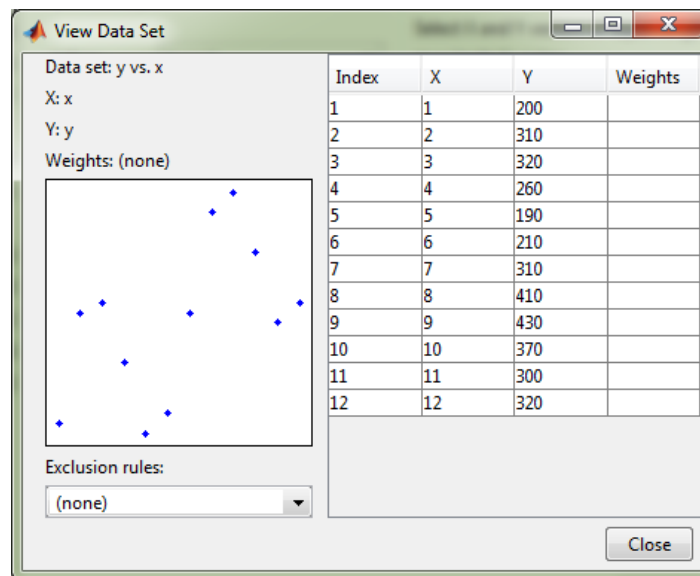 View Data Set
Data set: y vs. x
X: x
Y: y
Weights: (none)
Exclusion rules:
(none)
Index X Y Weights
1 1 200
2 2 310
3 3 320
4 4 260
5 5 190
6 6 210
7 7 310
8 8 410
9 9 430
10 10 370
11 11 300
12 12 320
Close